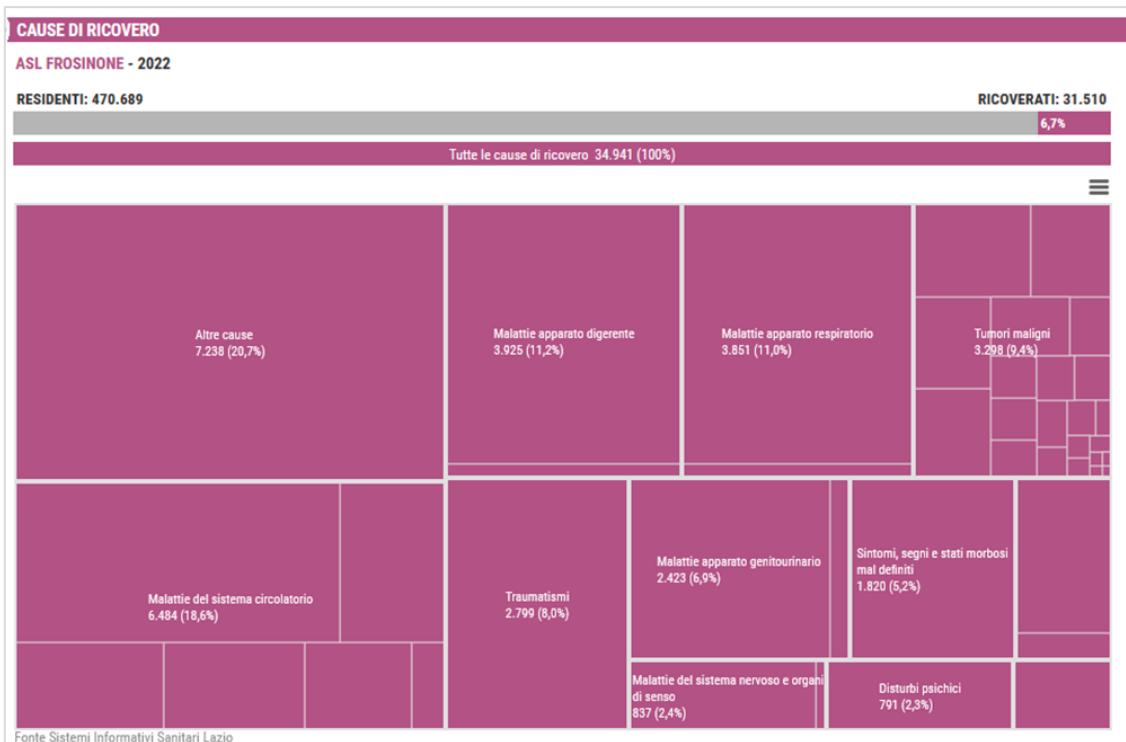 CAUSE DI RICOVERO
ASL FROSINONE - 2022
RESIDENTI: 470.689
RICOVERATI: 31.510
6,7%
Tutte le cause di ricovero 34.941 (100%)
Altre cause
7.238 (20,7%)
Malattie apparato digerente
3.925 (11,2%)
Malattie apparato respiratorio
3.851 (11,0%)
Tumori maligni
3.298 (9,4%)
Malattie del sistema circolatorio
6.484 (18,6%)
Traumatismi
2.799 (8,0%)
Malattie apparato genitourinario
2.423 (6,9%)
Sintomi, segni e stati morbosi
mal definiti
1.820 (5,2%)
Malattie del sistema nervoso e organi
di senso
837 (2,4%)
Disturbi psichici
791 (2,3%)
Fonte Sistemi Informativi Sanitari Lazio